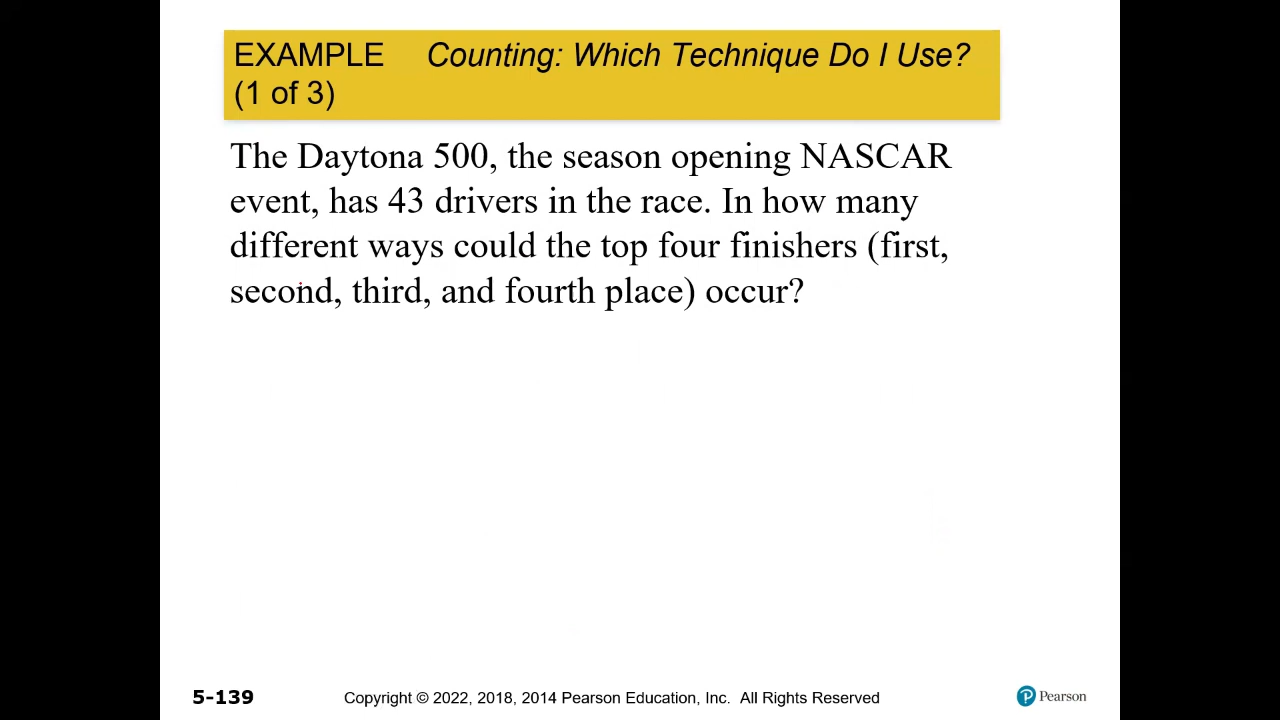 EXAMPLE Counting: Which Technique Do I Use?
(1 of 3)
The Daytona 500, the season opening NASCAR
event, has 43 drivers in the race. In how many
different ways could the top four finishers (first,
second, third, and fourth place) occur?
5-139 Copyright © 2022, 2018, 2014 Pearson Education, Inc. All Rights Reserved P Pearson